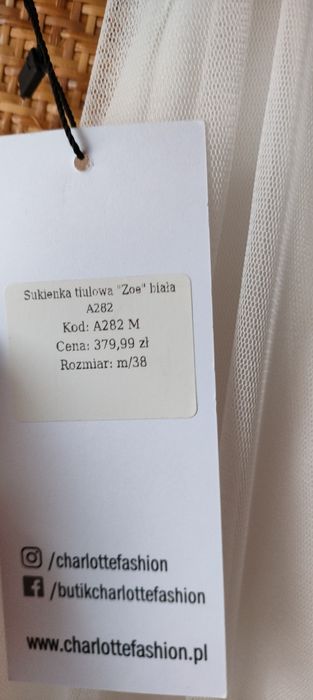 Sukienka tiulowa "Zoe" biała
A282
Kod: A282 M
Cena: 379,99 zł
Rozmiar: m/38
/charlottefashion
/butikcharlottefashion
www.charlottefashion.pl